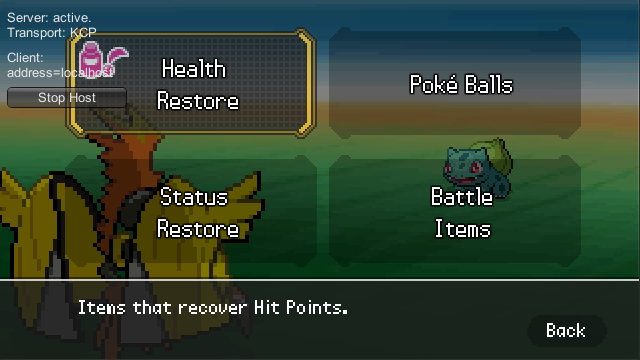 Server: active.
Transport: KCP
Client:
address=localhost
Stop Host
Health
Restore
Poké Balls
Status
Restore
Battle
Items
Items that recover Hit Points.
Back